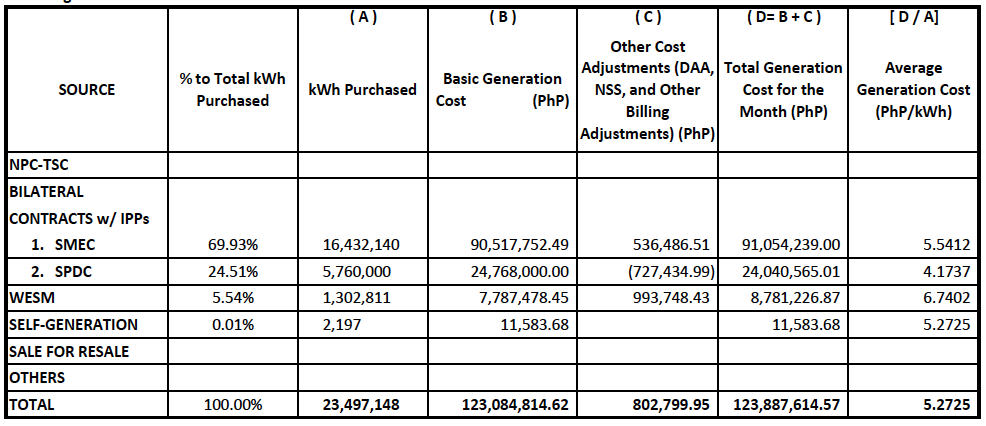 (A) (B) (C) (D= B + C) [D / A]
SOURCE % to Total kWh Purchased kWh Purchased Basic Generation Cost (PhP) Other Cost Adjustments (DAA, NSS, and Other Billing Adjustments) (PhP) Total Generation Cost for the Month (PhP) Average Generation Cost (PhP/kWh)
NPC-TSC
BILATERAL
CONTRACTS w/ IPPs
1. SMEC 69.93% 16,432,140 90,517,752.49 536,486.51 91,054,239.00 5.5412
2. SPDC 24.51% 5,760,000 24,768,000.00 (727,434.99) 24,040,565.01 4.1737
WESM 5.54% 1,302,811 7,787,478.45 993,748.43 8,781,226.87 6.7402
SELF-GENERATION 0.01% 2,197 11,583.68 11,583.68 5.2725
SALE FOR RESALE
OTHERS
TOTAL 100.00% 23,497,148 123,084,814.62 802,799.95 123,887,614.57 5.2725